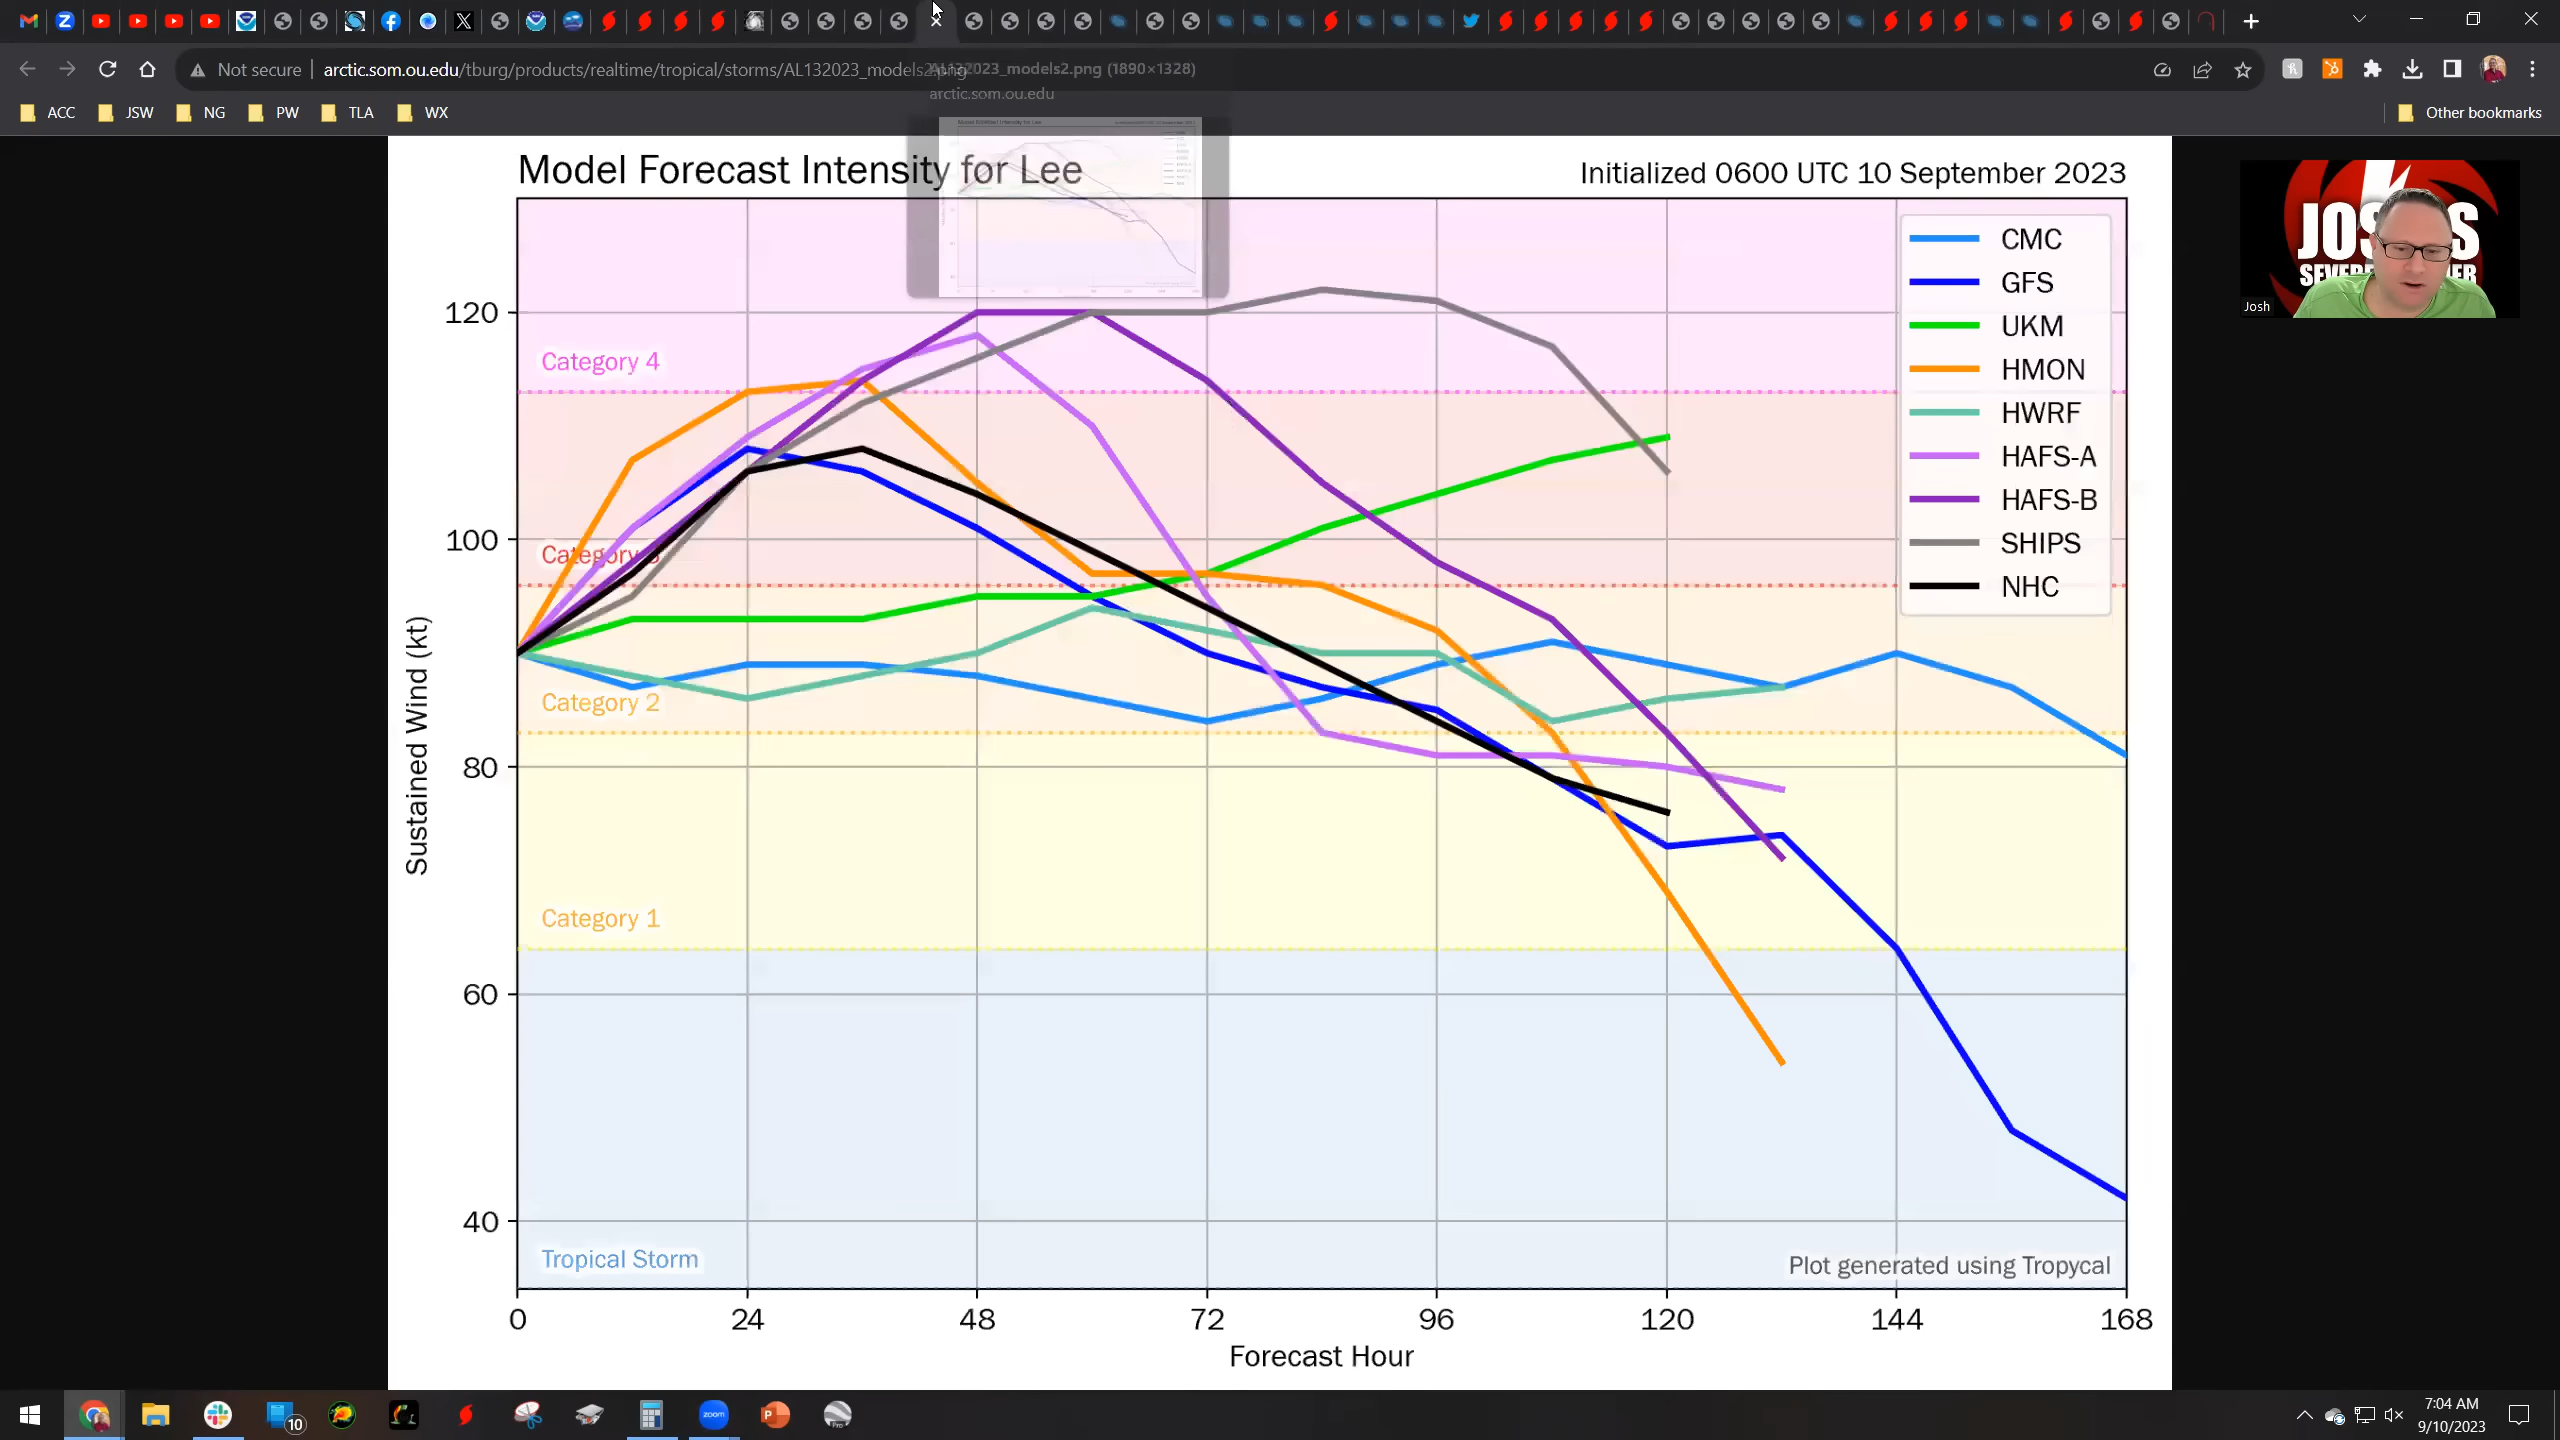 Not secure
arctic.som.ou.edu/tburg/products/realtime/tropical/storms/AL132023_models2.png
AL132023_models2.png (1890×1328)
arctic.som.ou.edu
ACC
JSW
NG
PW
TLA
WX
Other bookmarks
Model Forecast Intensity for Lee
Initialized 0600 UTC 10 September 2023
CMC
GFS
UKM
HMON
HWRF
HAFS-A
HAFS-B
SHIPS
NHC
120
100
80
60
40
Category 4
Category 3
Category 2
Category 1
Tropical Storm
Sustained Wind (kt)
Plot generated using Tropycal
0
24
48
72
96
120
144
168
Forecast Hour
Josh
10
zoom
7:04 AM
9/10/2023